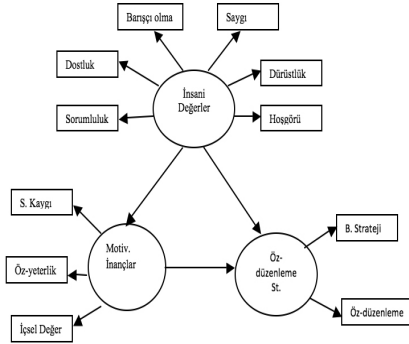 Barışçı olma
Saygı
Dostluk
Dürüstlük
İnsani
Değerler
Sorumluluk
Hoşgörü
S. Kaygı
Motiv.
İnançlar
Öz-yeterlik
İçsel Değer
B. Strateji
Öz-
düzenleme
St.
Öz-düzenleme